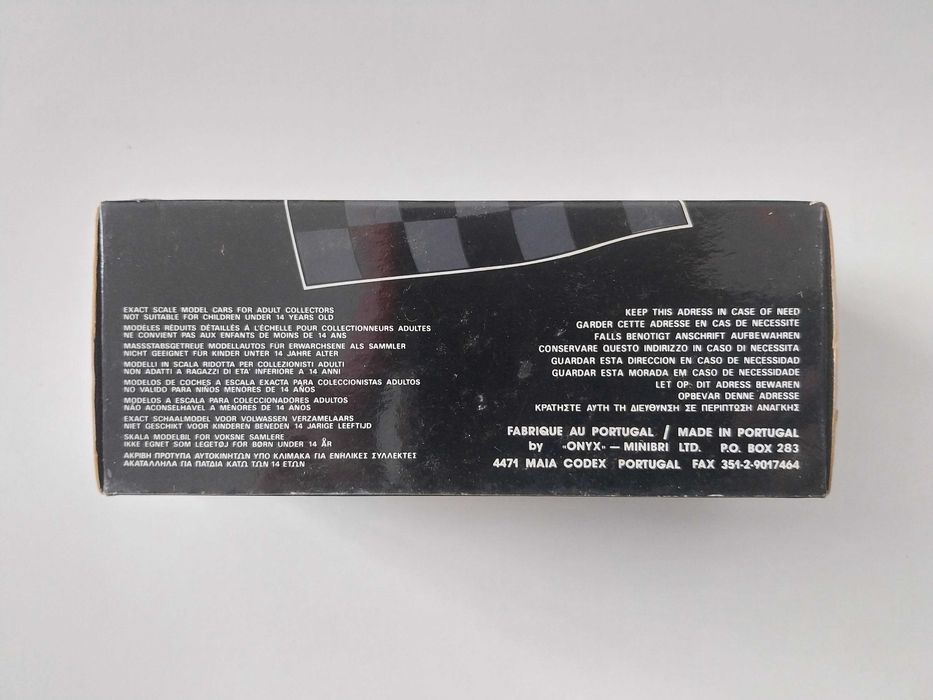 EXACT SCALE MODEL CARS FOR ADULT COLLECTORS
NOT SUITABLE FOR CHILDREN UNDER 14 YEARS OLD
MODELES RÉDUITS DÉTAILLÉS À L'ÉCHELLE POUR COLLECTIONNEURS ADULTES
NE CONVIENT PAS AUX ENFANTS DE MOINS DE 14 ANS
MASSSTABSGETREUE MODELLAUTOS FÜR ERWARCHSENE ALS SAMMLER
NICHT GEEIGNET FÜR KINDER UNTER 14 JAHRE ALTER
MODELLI IN SCALA RIDOTTA PER COLLEZIONISTI ADULTI
NON ADATTI A RAGAZZI DI ETA' INFERIORE A 14 ANNI
MODELOS DE COCHES A ESCALA EXACTA PARA COLECCIONISTAS ADULTOS
NO VALIDO PARA NIÑOS MENORES DE 14 AÑOS
MODELOS A ESCALA PARA COLECCIONADORES ADULTOS
NÃO ACONSELHAVEL A MENORES DE 14 ANOS
EXACT SCHAALMODEL VOOR VOLWASSEN VERZAMELAARS
NIET GESCHIKT VOOR KINDEREN BENEDEN 14 JARIGE LEEFTIJD
SKALA MODELBIL FOR VOKSNE SAMLERE
IKKE EGNET SOM LEGETØJ FOR BØRN UNDER 14 ÅR
ΑΚΡΙΒΗ ΠΡΟΤΥΠΑ ΑΥΤΟΚΙΝΗΤΩΝ ΥΠΟ ΚΛΙΜΑΚΑ ΓΙΑ ΕΝΗΛΙΚΕΣ ΣΥΛΛΕΚΤΕΣ
ΑΚΑΤΑΛΛΗΛΑ ΓΙΑ ΠΑΙΔΙΑ ΚΑΤΩ ΤΩΝ 14 ΕΤΩΝ
KEEP THIS ADRESS IN CASE OF NEED
GARDER CETTE ADRESSE EN CAS DE NECESSITE
FALLS BENOTIGT ANSCHRIFT AUFBEWAHREN
CONSERVARE QUESTO INDIRIZZO IN CASO DI NECESSITA
GUARDAR ESTA DIRECCION EN CASO DE NECESSIDAD
GUARDAR ESTA MORADA EM CASO DE NECESSIDADE
LET OP: DIT ADRESS BEWAREN
OPBEVAR DENNE ADRESSE
ΚΡΑΤΗΣΤΕ ΑΥΤΗ ΤΗ ΔΙΕΥΘΗΝΣΗ ΣΕ ΠΕΡΙΠΤΩΣΗ ΑΝΑΓΚΗΣ
FABRIQUE AU PORTUGAL / MADE IN PORTUGAL
by «ONYX» — MINIBRI LTD. P.O. BOX 283
4471 MAIA CODEX PORTUGAL FAX 351-2-9017464